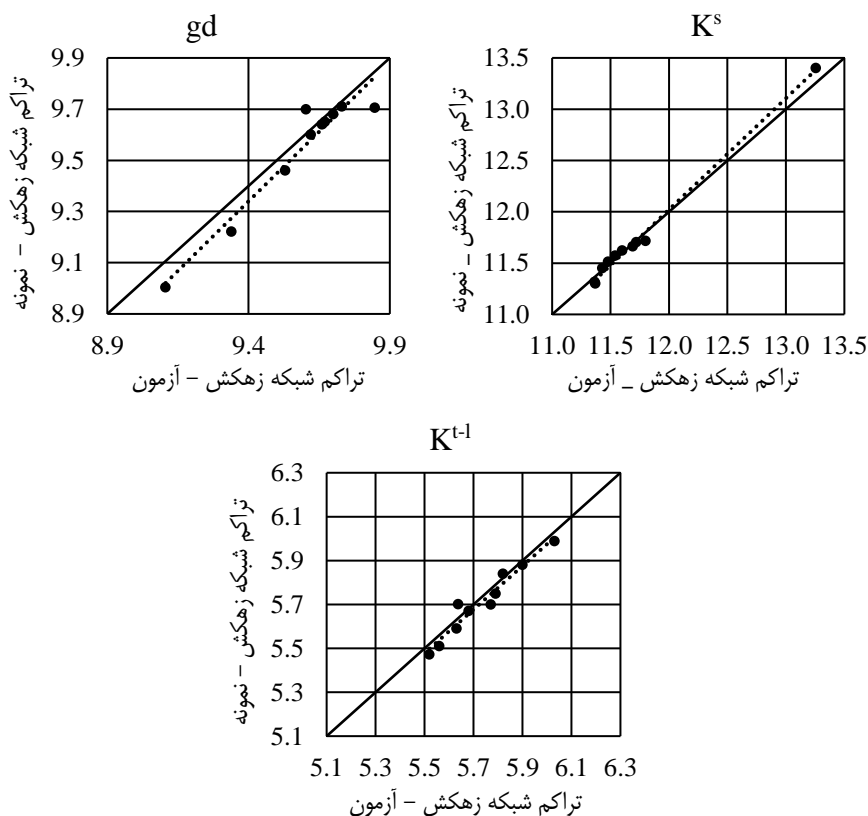 gd
9.9
9.7
9.5
9.3
9.1
8.9
8.9 9.4 9.9
تراکم شبکه زهکش – نمونه
تراکم شبکه زهکش – آزمون
K^s
13.5
13.0
12.5
12.0
11.5
11.0
11.0 11.5 12.0 12.5 13.0 13.5
تراکم شبکه زهکش _ نمونه
تراکم شبکه زهکش _ آزمون
K^t-l
6.3
6.1
5.9
5.7
5.5
5.3
5.1
5.1 5.3 5.5 5.7 5.9 6.1 6.3
تراکم شبکه زهکش – نمونه
تراکم شبکه زهکش – آزمون